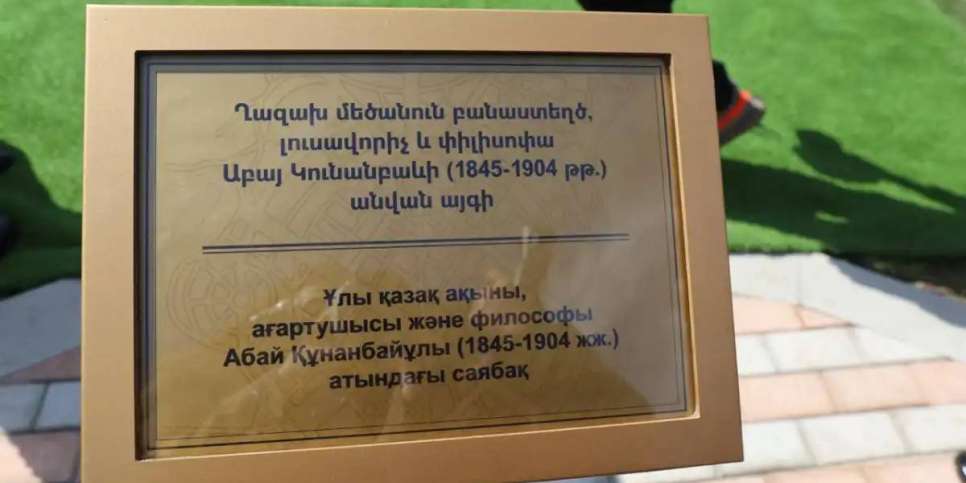 Ղազախ մեծանուն բանաստեղծ,
լուսավորիչ և փիլիսոփա
Աբայ Կունանբաևի (1845-1904 թթ.)
անվան այգի
Ұлы қазақ ақыны,
ағартушысы және философы
Абай Құнанбайұлы (1845-1904 жж.)
атындағы саябақ